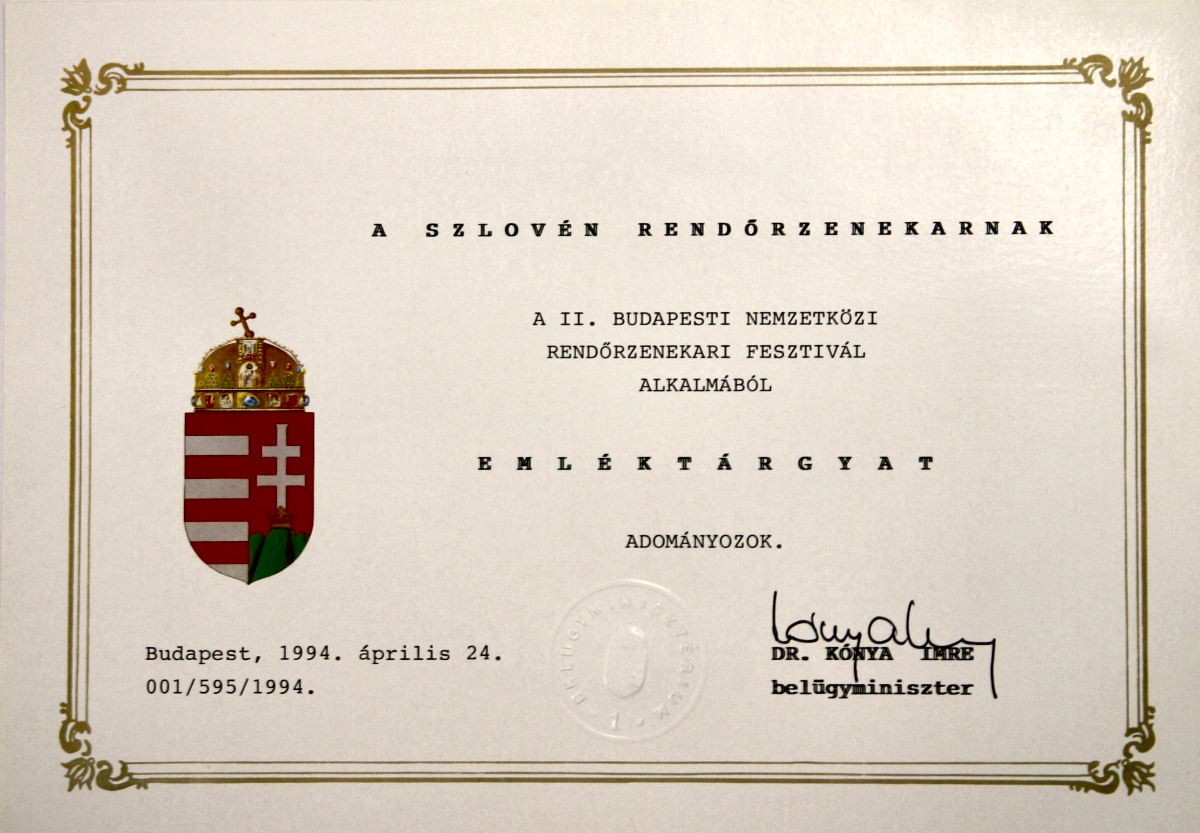 A SZLOVÉN RENDŐRZENEKARNAK
A II. BUDAPESTI NEMZETKÖZI
RENDŐRZENEKARI FESZTIVÁL
ALKALMÁBÓL
EMLÉKTÁRGYAT
ADOMÁNYOZOK.
Budapest, 1994. április 24.
001/595/1994.
BELÜGYMINISZTÉRIUM
1
DR. KÓNYA IMRE
belügyminiszter